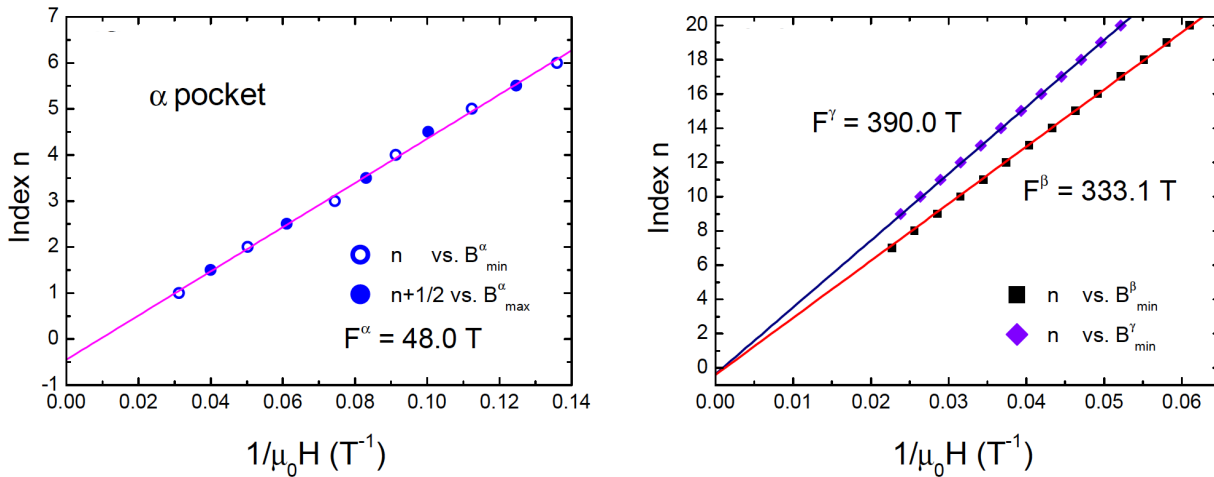 7
6
5
4
3
2
1
0
-1
Index n
α pocket
n vs. B^α_min
n+1/2 vs. B^α_max
F^α = 48.0 T
0.00 0.02 0.04 0.06 0.08 0.10 0.12 0.14
1/μ₀H (T⁻¹)
20
18
16
14
12
10
8
6
4
2
0
Index n
F^γ = 390.0 T
F^β = 333.1 T
n vs. B^β_min
n vs. B^γ_min
0.00 0.01 0.02 0.03 0.04 0.05 0.06
1/μ₀H (T⁻¹)